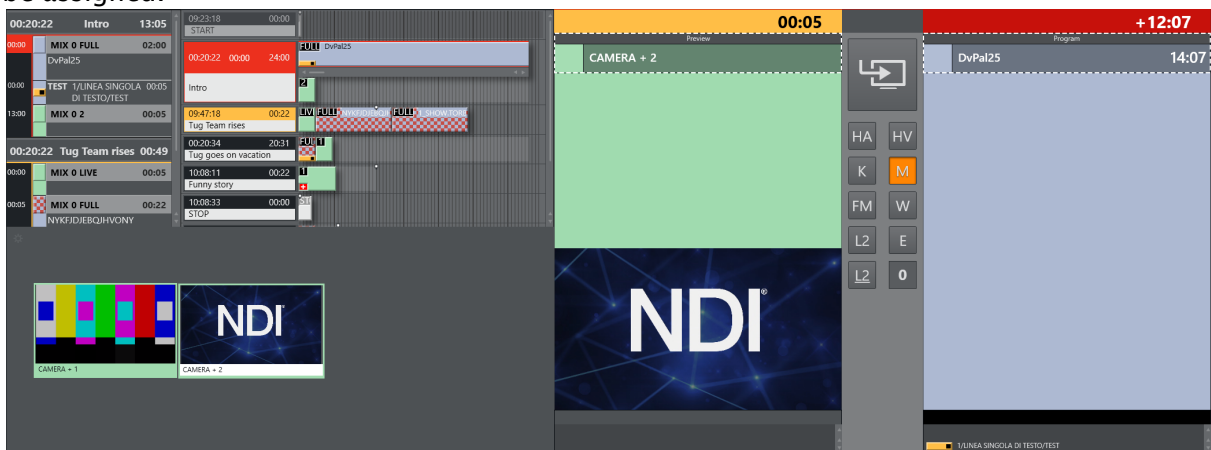 be assigned.
00:20:22 Intro 13:05
00:00 MIX 0 FULL 02:00
DvPal25
00:00 TEST 1/LINEA SINGOLA 00:05
DI TESTO/TEST
13:00 MIX 0 2 00:05
00:20:22 Tug Team rises 00:49
00:00 MIX 0 LIVE 00:05
00:05 MIX 0 FULL 00:22
NYKFJDJEBQJHVONY
09:23:18 00:00
START
00:20:22 00:00 24:00
Intro
FULL DvPal25
2
09:47:18 00:22
Tug Team rises
LIV FULL NYKFJDJEBQJH FULL
00:20:34 20:31
Tug goes on vacation
FUL 1
10:08:11 00:22
Funny story
1
10:08:33 00:00
STOP
ST
CAMERA + 1
NDI
CAMERA + 2
00:05
Preview
CAMERA + 2
NDI
HA HV
K M
FM W
L2 E
L2 0
+12:07
Program
DvPal25 14:07
1/LINEA SINGOLA DI TESTO/TEST